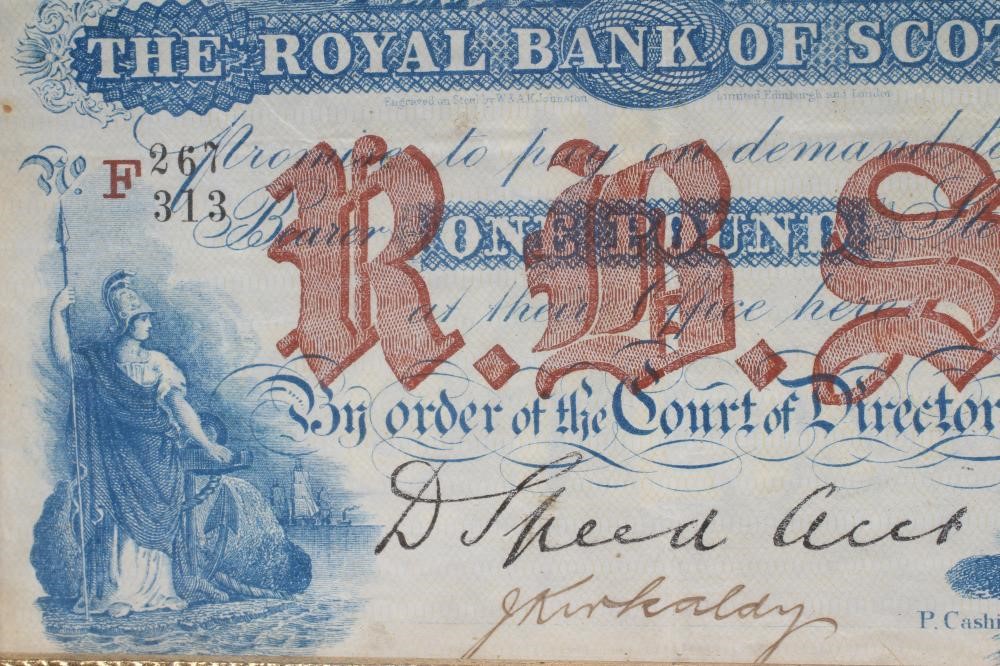 THE ROYAL BANK OF SCOT
Engraved on Steel by W. & A.K. Johnston Limited, Edinburgh and London
No. F 267
313
Promise to pay on demand to
Bearer ONE POUND
R.B.S
at their Office here
By order of the Court of Director
D Speed Acct
J Kirkaldy
P. Cashi